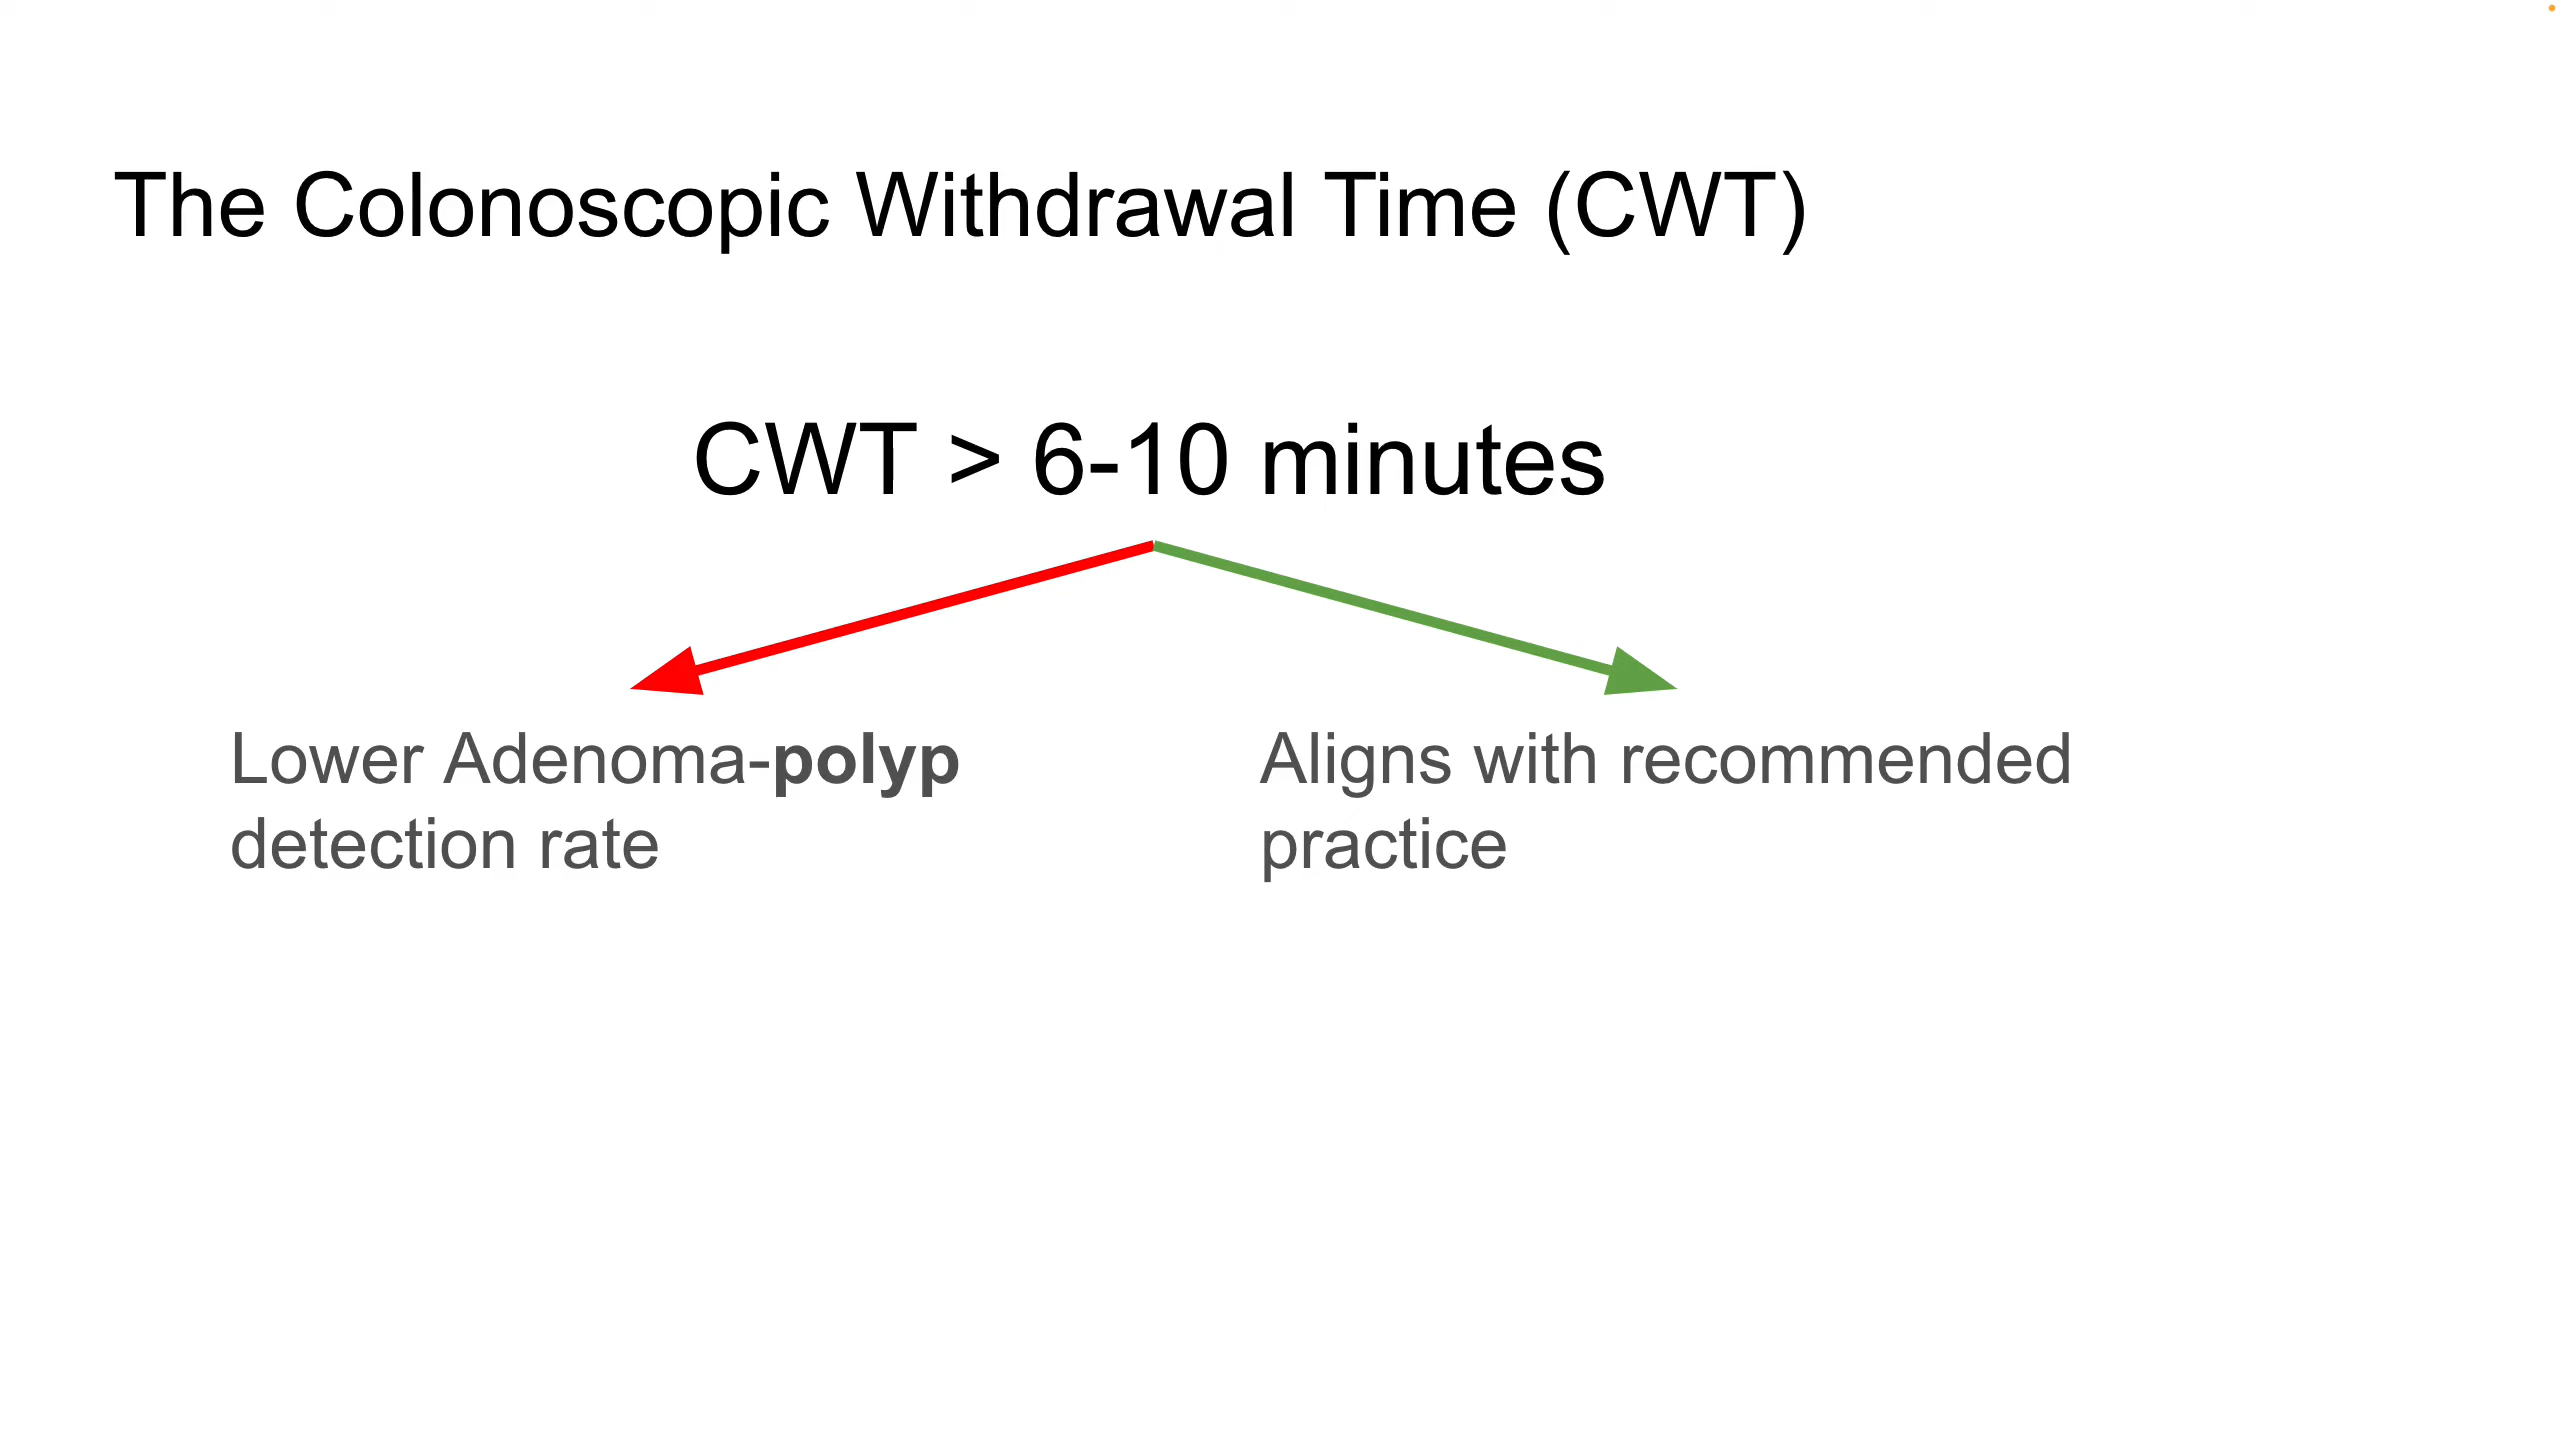 The Colonoscopic Withdrawal Time (CWT)
CWT > 6-10 minutes
Lower Adenoma-polyp
detection rate
Aligns with recommended
practice